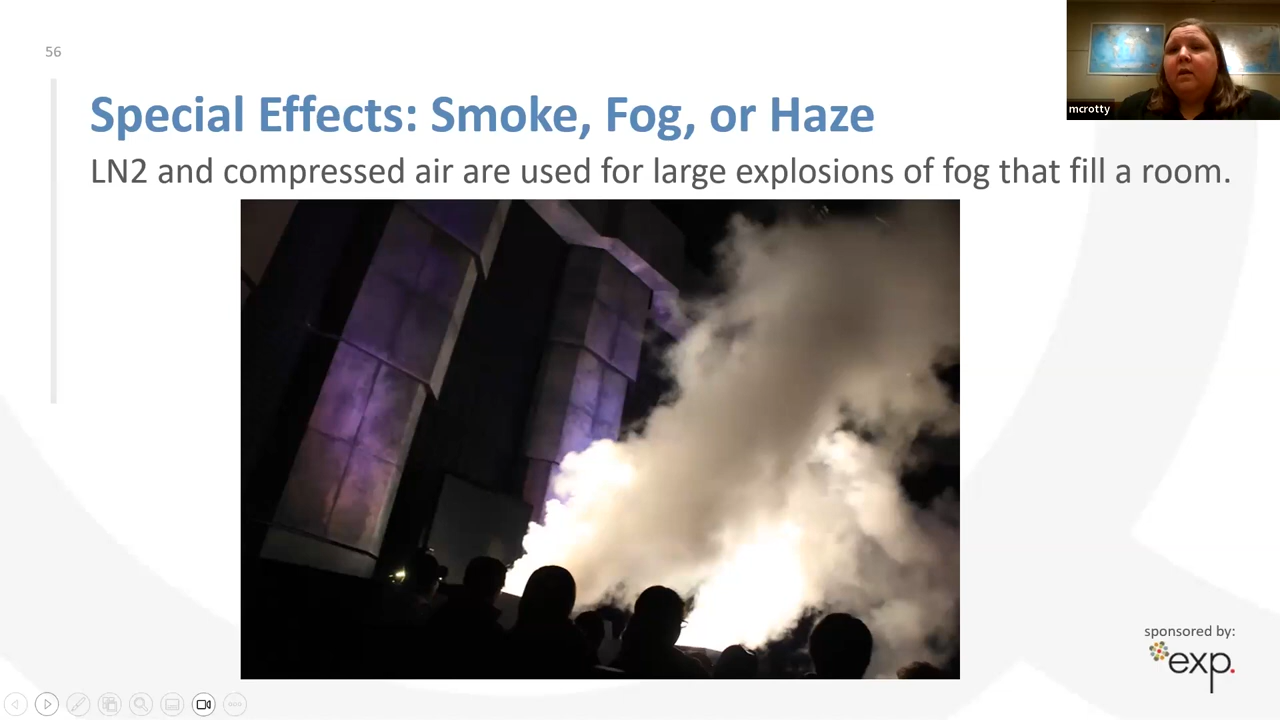 56
mcrotty
Special Effects: Smoke, Fog, or Haze
LN2 and compressed air are used for large explosions of fog that fill a room.
sponsored by:
exp.